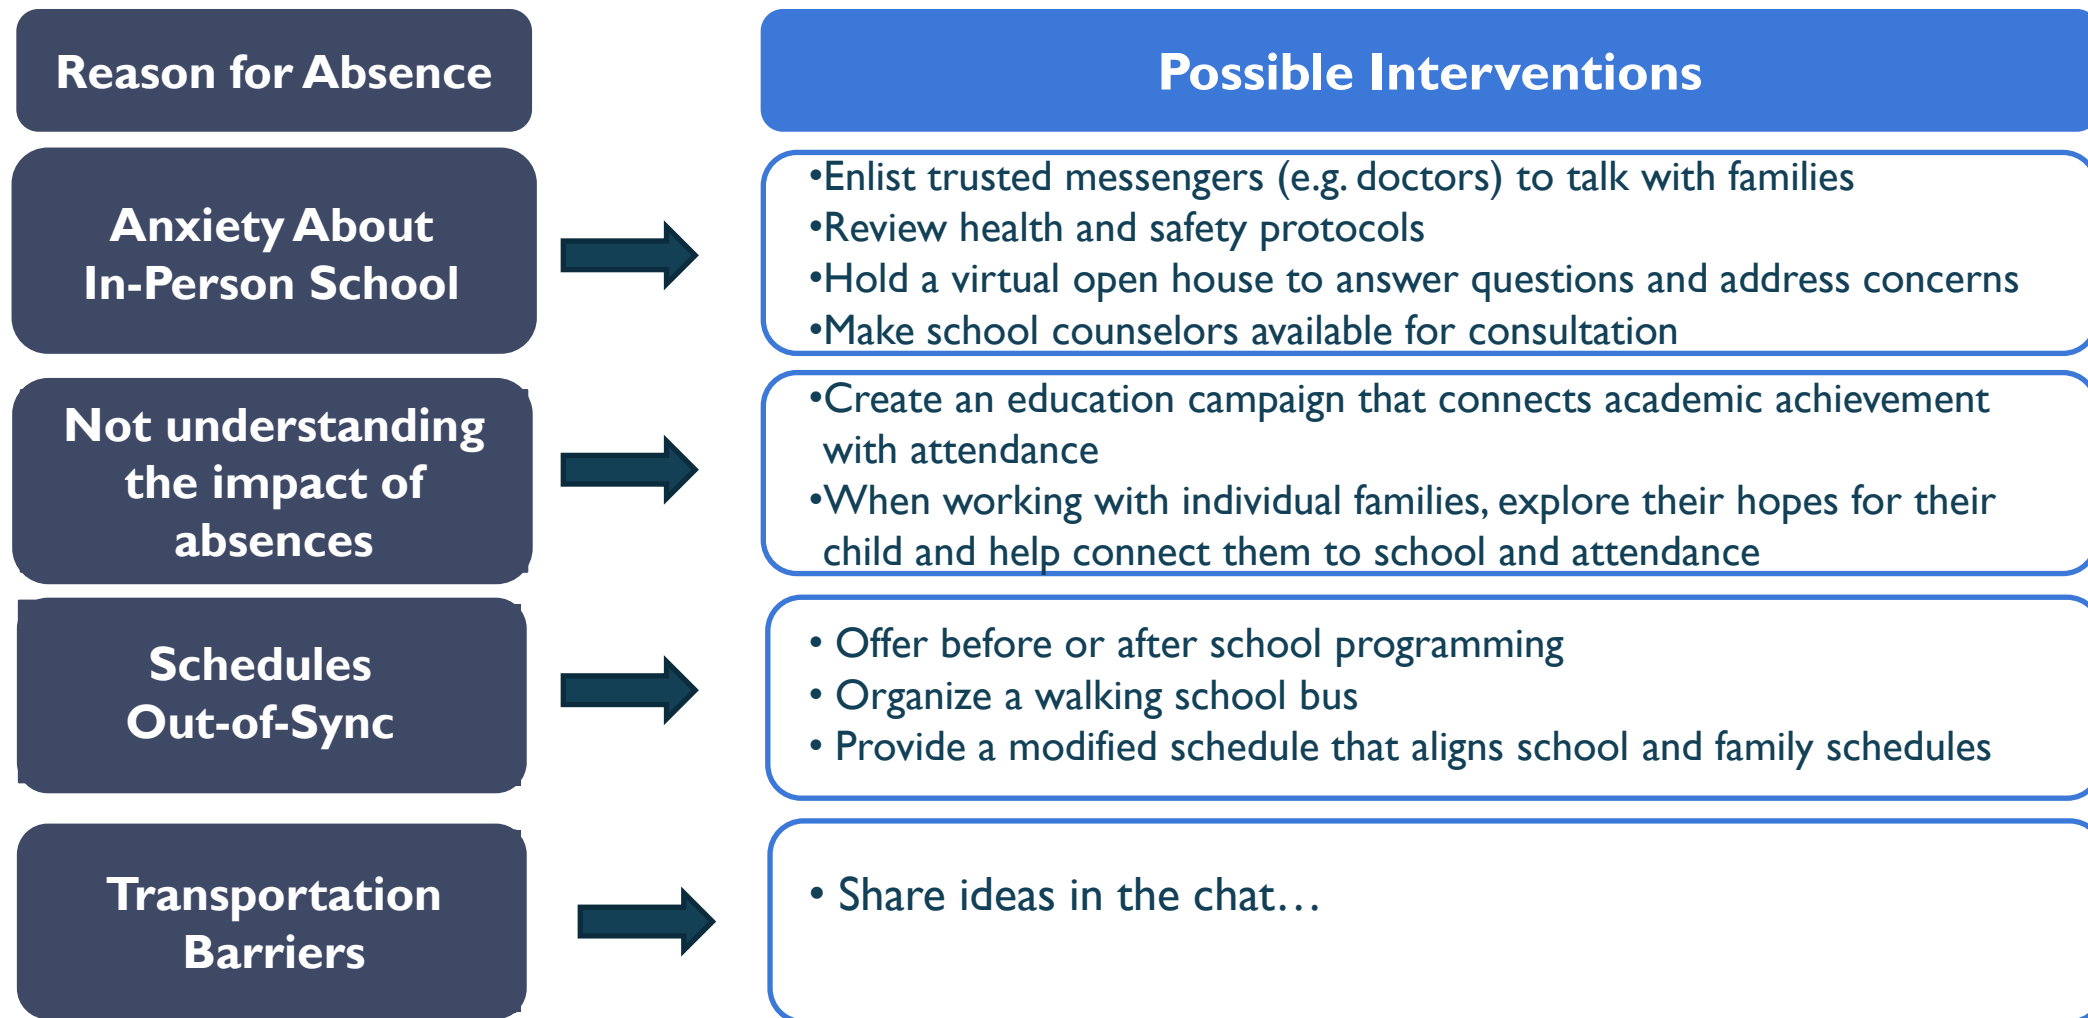 Reason for Absence
Possible Interventions
Anxiety About
In-Person School
•Enlist trusted messengers (e.g. doctors) to talk with families
•Review health and safety protocols
•Hold a virtual open house to answer questions and address concerns
•Make school counselors available for consultation
Not understanding
the impact of
absences
•Create an education campaign that connects academic achievement
with attendance
•When working with individual families, explore their hopes for their
child and help connect them to school and attendance
Schedules
Out-of-Sync
• Offer before or after school programming
• Organize a walking school bus
• Provide a modified schedule that aligns school and family schedules
Transportation
Barriers
• Share ideas in the chat…